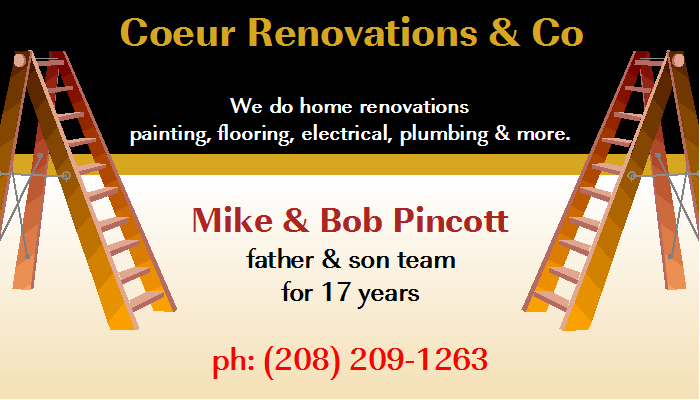 Coeur Renovations & Co
We do home renovations
painting, flooring, electrical, plumbing & more.
Mike & Bob Pincott
father & son team
for 17 years
ph: (208) 209-1263